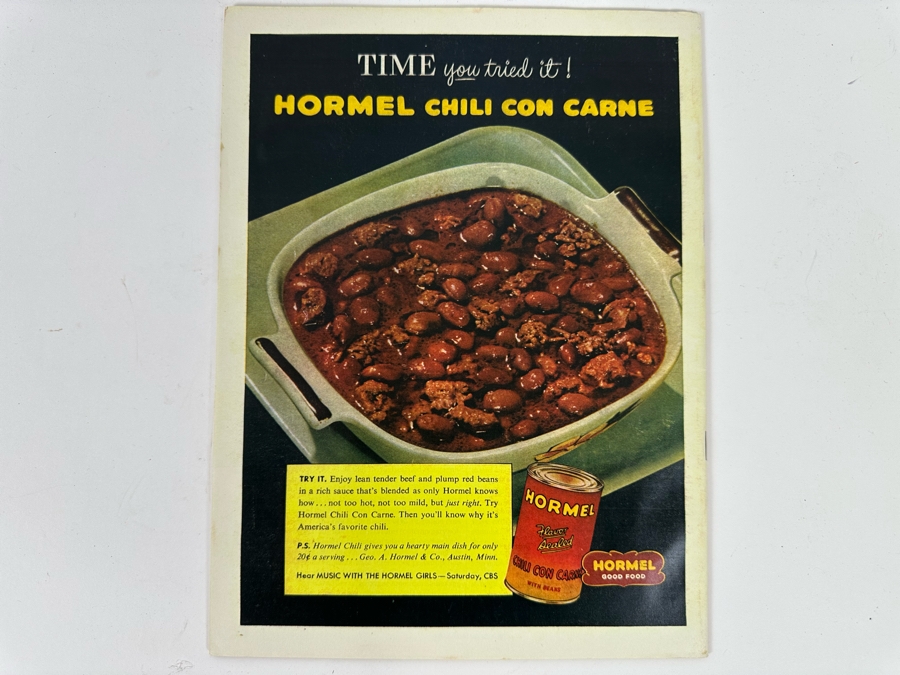 TIME you tried it!
HORMEL CHILI CON CARNE
TRY IT. Enjoy lean tender beef and plump red beans
in a rich sauce that's blended as only Hormel knows
how...not too hot, not too mild, but just right. Try
Hormel Chili Con Carne. Then you'll know why it's
America's favorite chili.
P.S. Hormel Chili gives you a hearty main dish for only
20¢ a serving...Geo. A. Hormel & Co., Austin, Minn.
Hear MUSIC WITH THE HORMEL GIRLS—Saturday, CBS
HORMEL
Flavor
Sealed
CHILI CON CARNE
WITH BEANS
HORMEL
GOOD FOOD